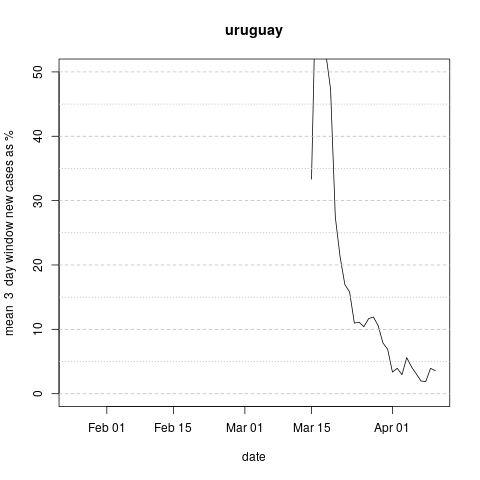 uruguay
mean  3  day window new cases as %
50
40
30
20
10
0
Feb 01
Feb 15
Mar 01
Mar 15
Apr 01
date